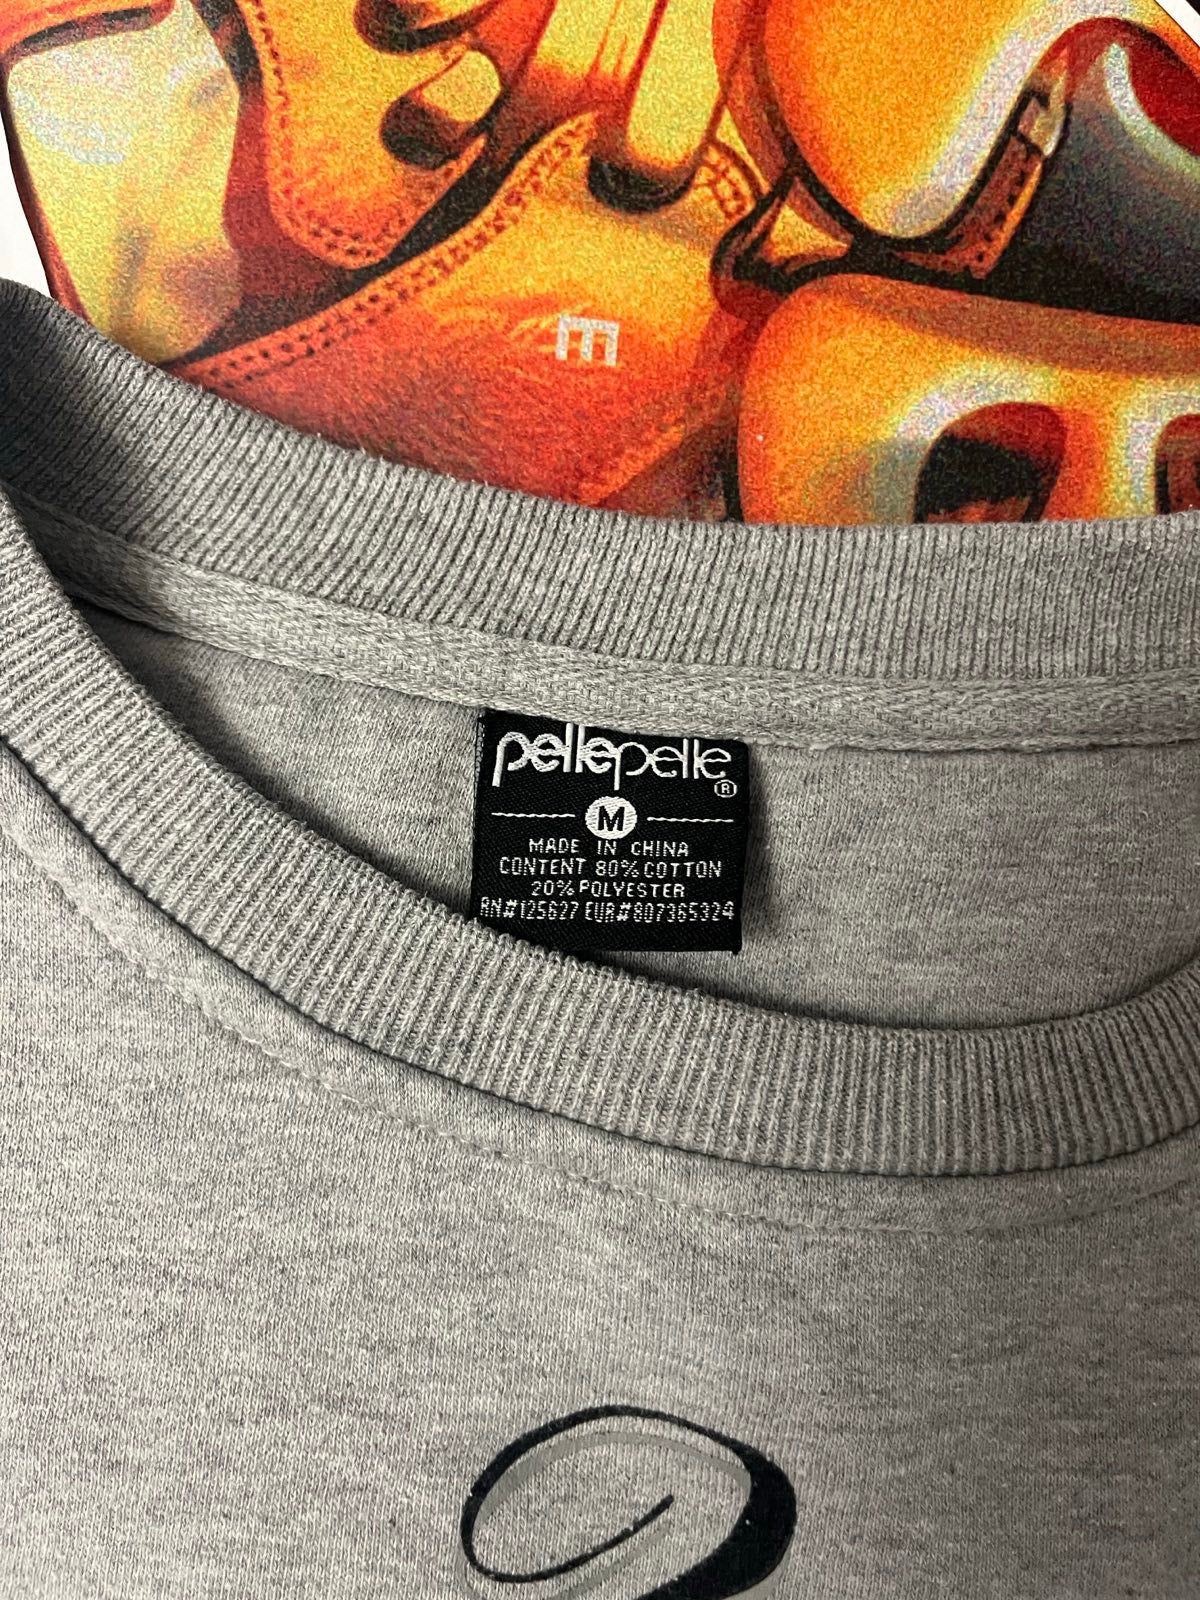 pellepelle®
M
MADE IN CHINA
CONTENT 80% COTTON
20% POLYESTER
RN#125627 EUR#807365324